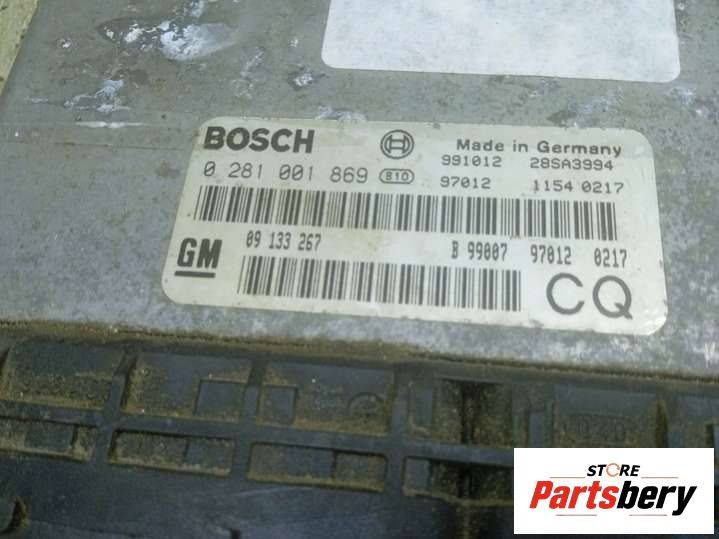 BOSCH
Made in Germany
991012 28SA3994
0 281 001 869 810
97012 1154 0217
GM
09 133 267 B 99007 97012 0217
CQ
STORE
Partsbery